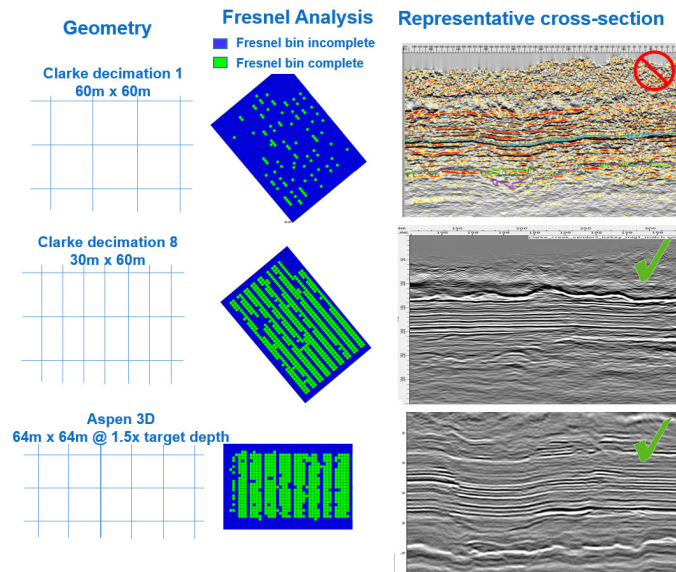 Geometry
Fresnel Analysis
Representative cross-section
Fresnel bin incomplete
Fresnel bin complete
Clarke decimation 1
60m x 60m
Clarke decimation 8
30m x 60m
Aspen 3D
64m x 64m @ 1.5x target depth